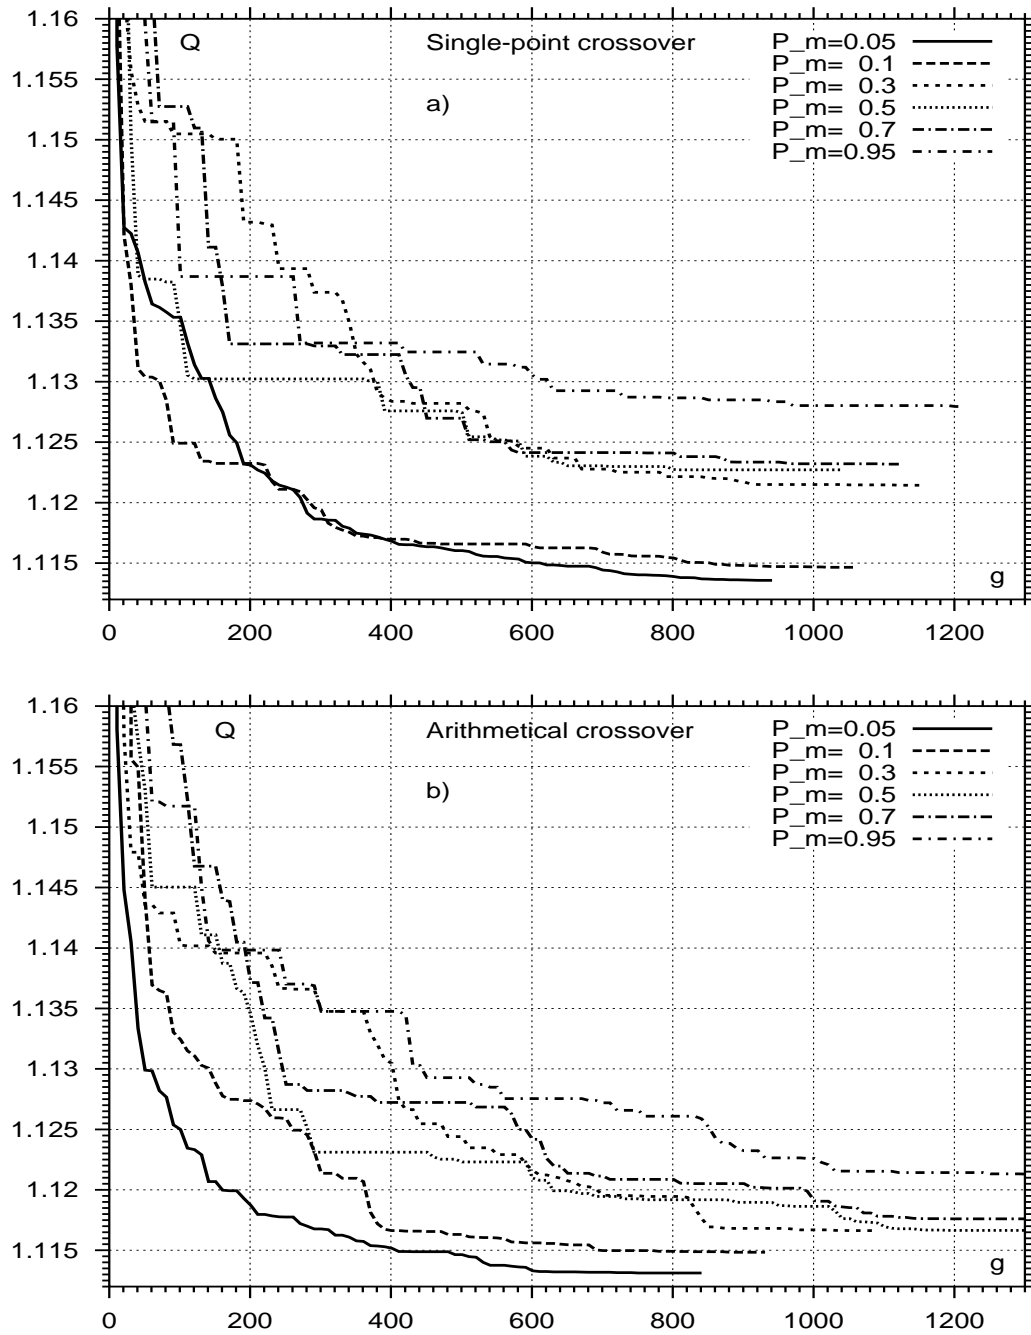 Q
Single-point crossover
a)
P_m=0.05
P_m= 0.1
P_m= 0.3
P_m= 0.5
P_m= 0.7
P_m=0.95
1.16
1.155
1.15
1.145
1.14
1.135
1.13
1.125
1.12
1.115
g
0 200 400 600 800 1000 1200
Q
Arithmetical crossover
b)
P_m=0.05
P_m= 0.1
P_m= 0.3
P_m= 0.5
P_m= 0.7
P_m=0.95
1.16
1.155
1.15
1.145
1.14
1.135
1.13
1.125
1.12
1.115
g
0 200 400 600 800 1000 1200